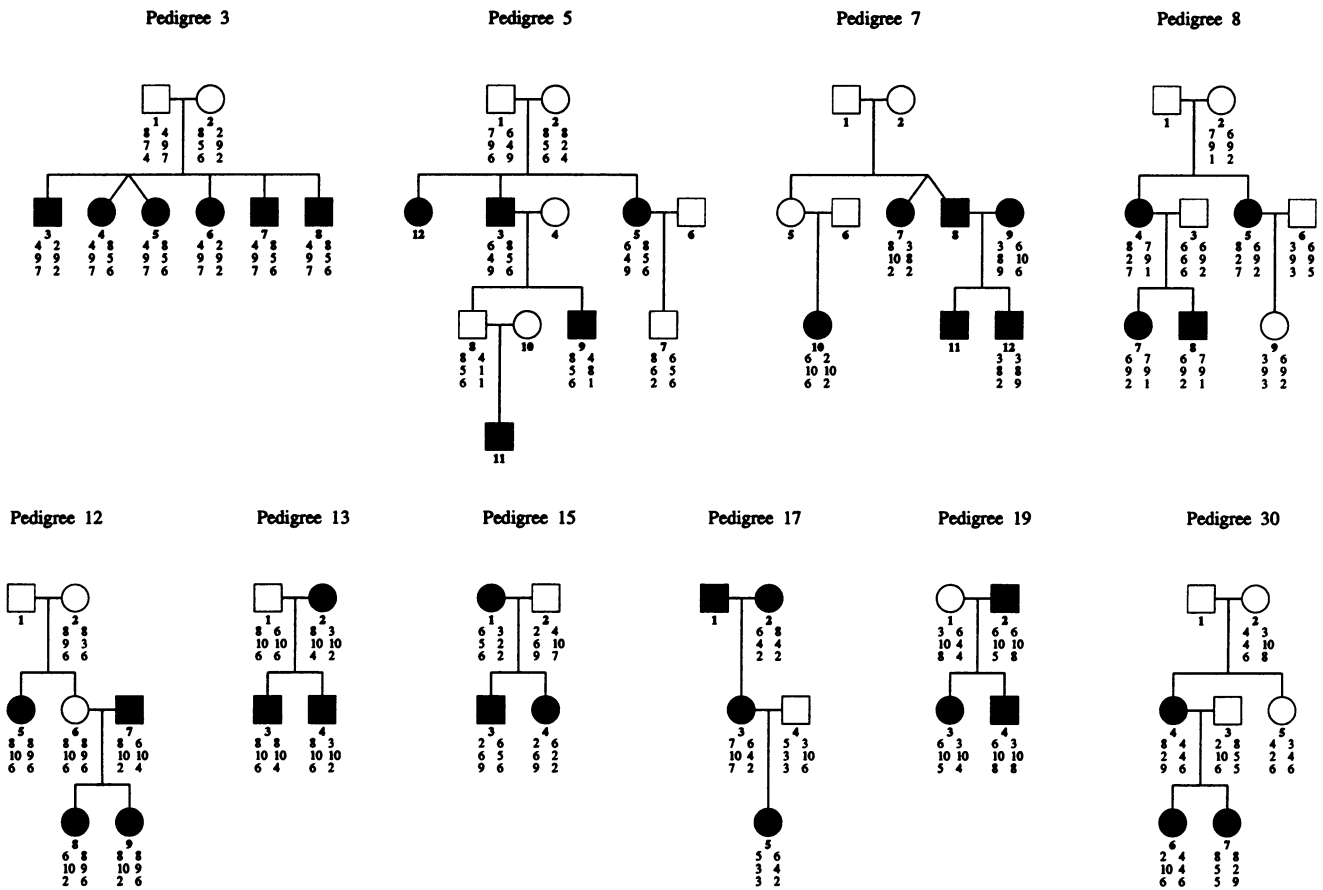 Pedigree 3 Pedigree 5 Pedigree 7 Pedigree 8
1 2 1 2 1 2 1 2
8 4 8 2 7 6 8 8 7 6
7 9 5 9 9 4 5 2 9 9
4 7 6 2 6 9 6 4 1 2
3 4 5 6 7 8 12 3 4 5 6 5 6 7 8 9 4 3 5 6
4 2 4 8 4 8 4 2 4 8 4 8 6 8 6 8 8 3 3 6 8 7 6 6 8 6 3 6
9 9 9 5 9 5 9 9 9 5 9 5 4 5 4 5 10 8 8 10 2 9 6 9 2 9 9 9
7 2 7 6 7 6 7 2 7 6 7 6 9 6 9 6 2 2 9 6 7 1 6 2 7 2 3 5
8 10 9 7 10 11 12 7 8 9
8 4 8 4 8 6 6 2 3 3 6 7 6 7 3 6
5 1 5 8 6 5 10 10 8 8 9 9 9 9 9 9
6 1 6 1 2 6 6 2 2 9 2 1 2 1 3 2
11
Pedigree 12 Pedigree 13 Pedigree 15 Pedigree 17 Pedigree 19 Pedigree 30
1 2 1 2 1 2 1 2 1 2 1 2
8 8 8 6 8 3 6 3 2 4 6 8 3 6 6 6 4 3
9 3 10 10 10 10 5 2 6 10 4 4 10 4 10 10 4 10
6 6 6 6 4 2 6 2 9 7 2 2 8 4 5 8 6 8
5 6 7 3 4 3 4 3 4 3 4 4 3 5
8 8 8 8 8 6 8 8 8 3 2 6 2 6 7 6 5 3 6 3 6 3 8 4 2 8 4 3
10 9 10 9 10 10 10 10 10 10 6 5 6 2 10 4 3 10 10 10 10 10 2 4 10 5 2 4
6 6 6 6 2 4 6 4 6 2 9 6 9 2 7 2 3 6 5 4 8 8 9 6 6 5 6 6
8 9 5 6 7
6 8 8 8 5 6 2 4 8 8
10 9 10 9 3 4 10 4 5 2
2 6 2 6 3 2 6 6 5 9